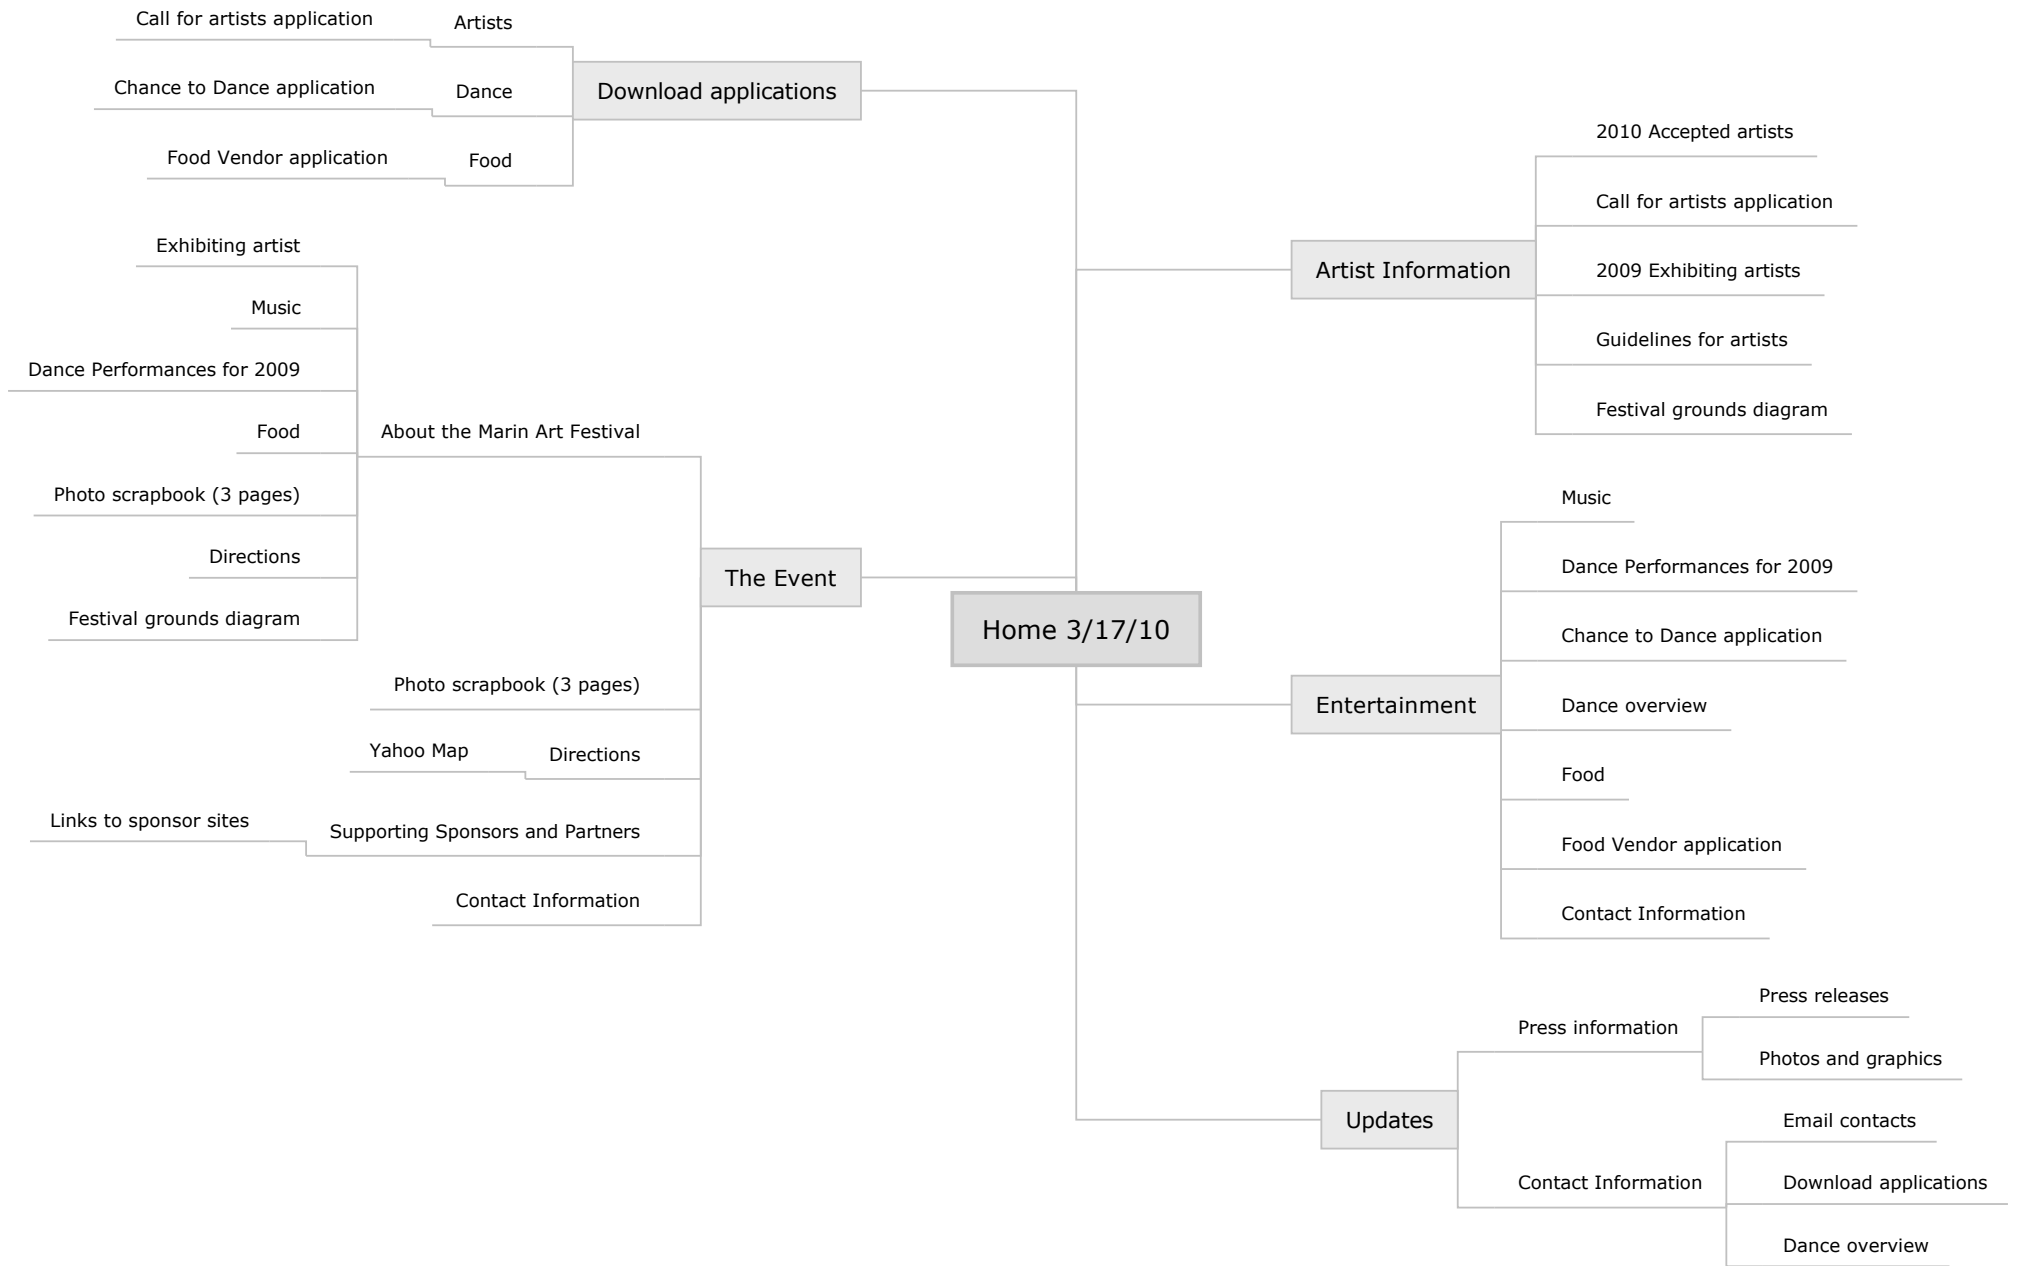 Call for artists application
Artists
Chance to Dance application
Dance
Food Vendor application
Food
Download applications
Exhibiting artist
Music
Dance Performances for 2009
Food
Photo scrapbook (3 pages)
Directions
Festival grounds diagram
About the Marin Art Festival
Photo scrapbook (3 pages)
Yahoo Map
Directions
Links to sponsor sites
Supporting Sponsors and Partners
Contact Information
The Event
Home 3/17/10
Artist Information
2010 Accepted artists
Call for artists application
2009 Exhibiting artists
Guidelines for artists
Festival grounds diagram
Entertainment
Music
Dance Performances for 2009
Chance to Dance application
Dance overview
Food
Food Vendor application
Contact Information
Updates
Press information
Press releases
Photos and graphics
Contact Information
Email contacts
Download applications
Dance overview